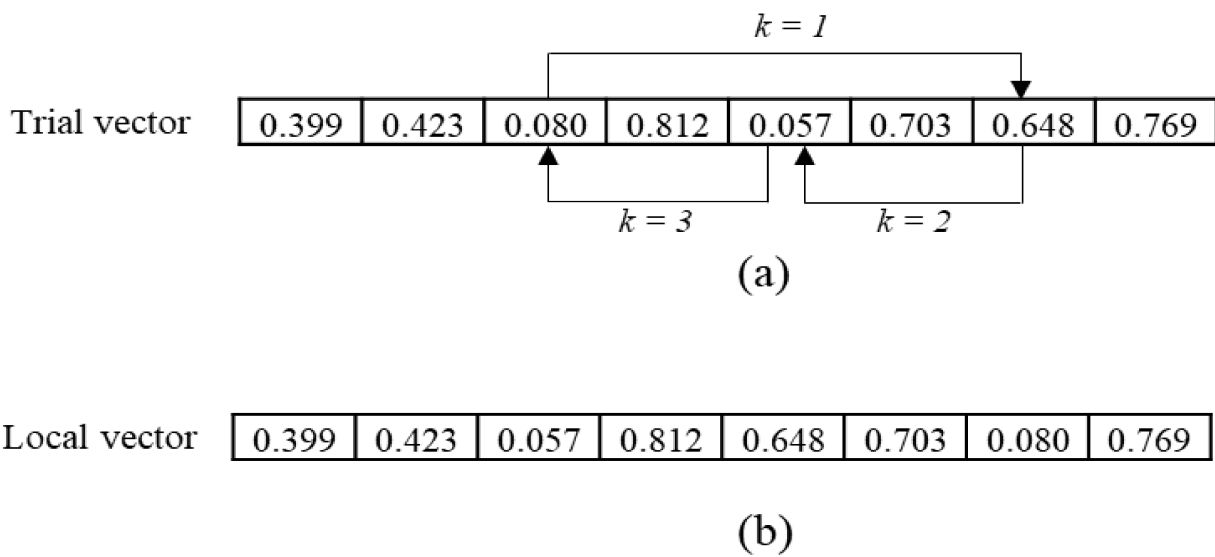 k = 1
Trial vector 0.399 0.423 0.080 0.812 0.057 0.703 0.648 0.769
k = 3 k = 2
(a)
Local vector 0.399 0.423 0.057 0.812 0.648 0.703 0.080 0.769
(b)